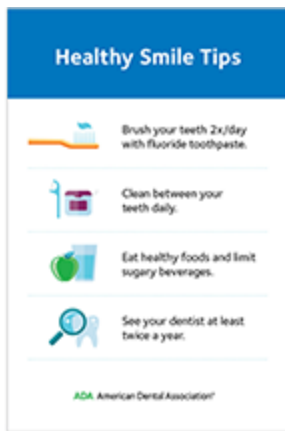 Healthy Smile Tips
Brush your teeth 2x/day
with fluoride toothpaste.
Clean between your
teeth daily.
Eat healthy foods and limit
sugary beverages.
See your dentist at least
twice a year.
ADA American Dental Association®